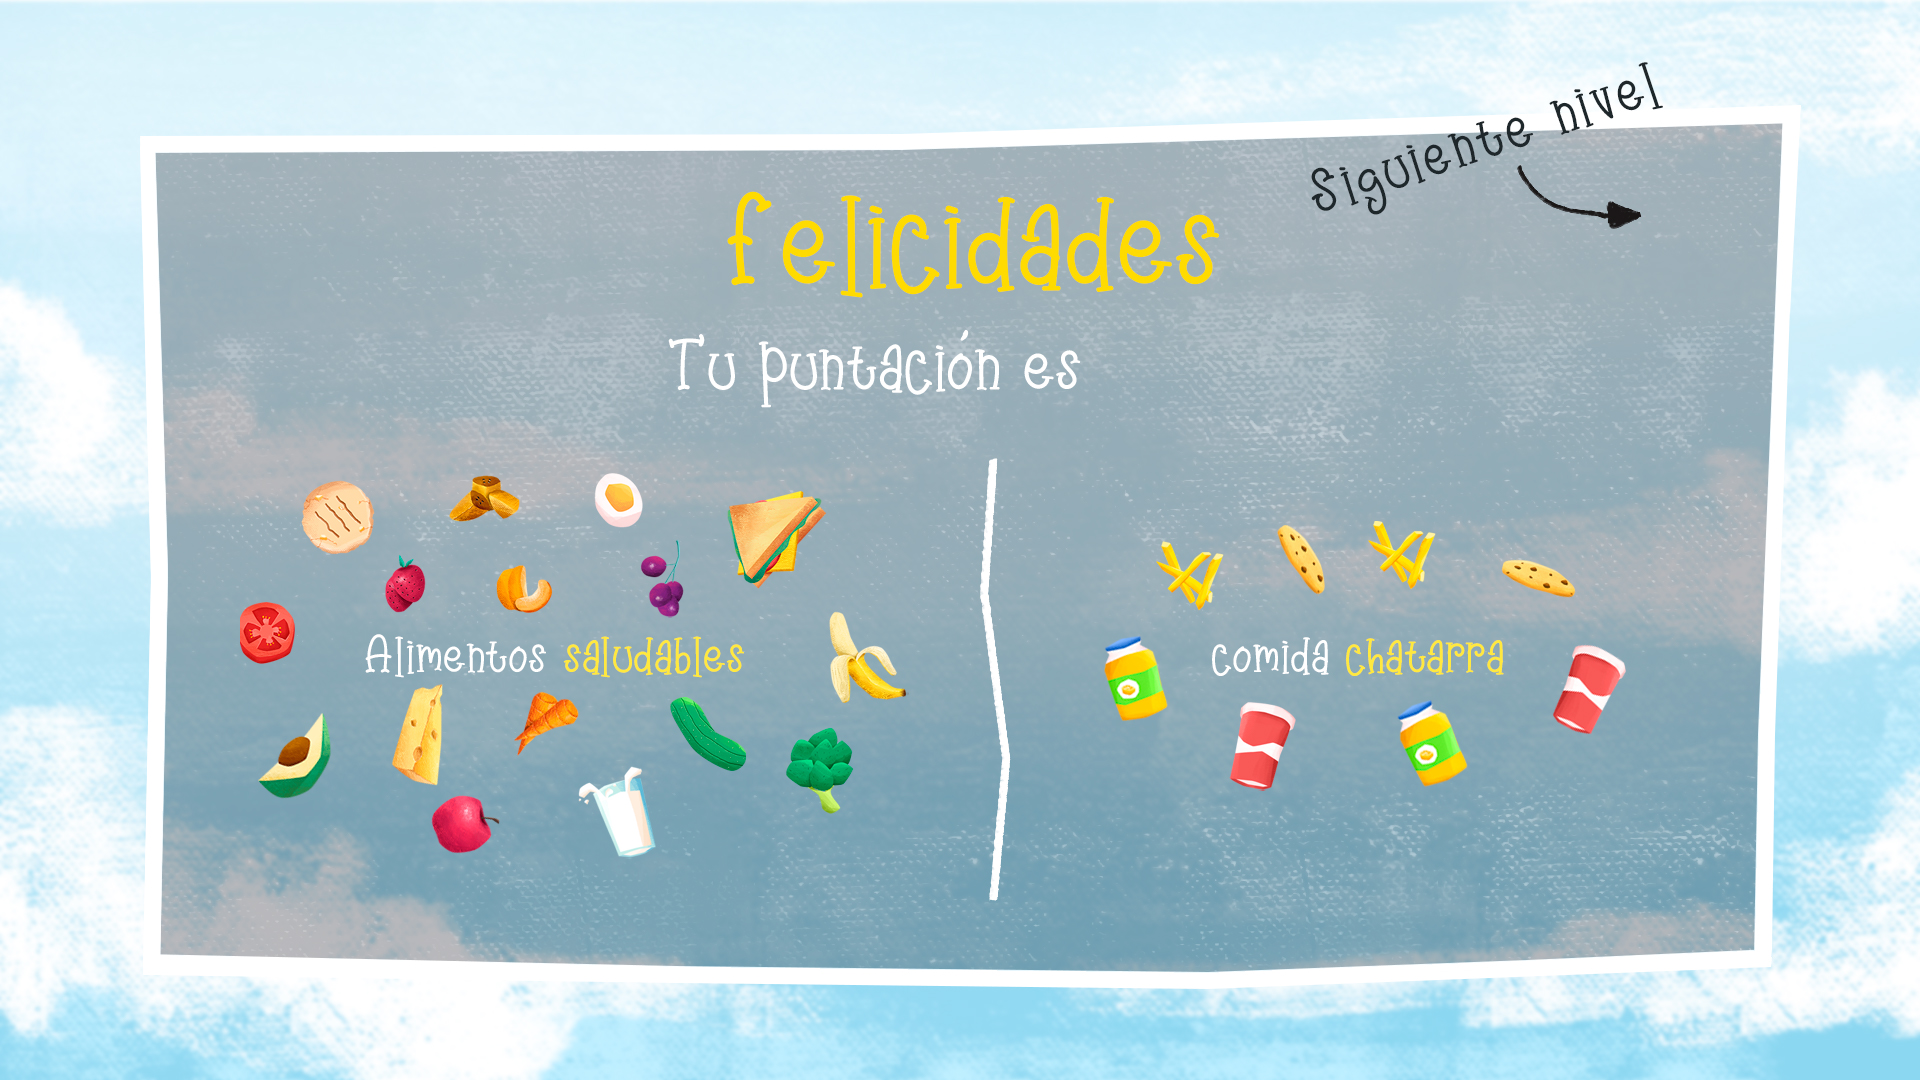 Siguiente nivel
felicidades
Tu puntación es
Alimentos saludables
comida chatarra